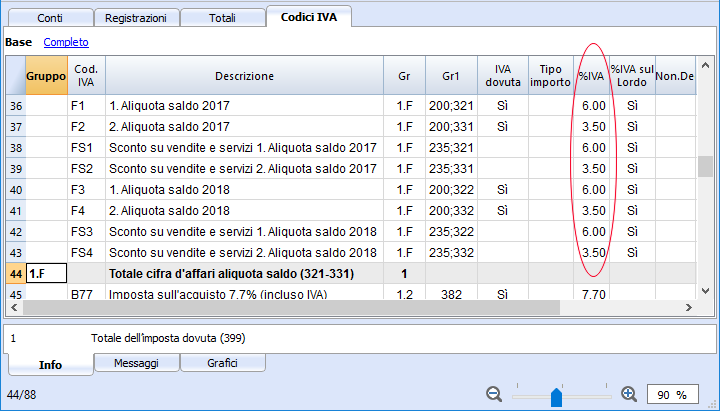 Conti Registrazioni Totali Codici IVA
Base Completo
Gruppo Cod. IVA Descrizione Gr Gr1 IVA dovuta Tipo importo %IVA %IVA sul Lordo Non.De
36 F1 1. Aliquota saldo 2017 1.F 200;321 Sì 6.00 Sì
37 F2 2. Aliquota saldo 2017 1.F 200;331 Sì 3.50 Sì
38 FS1 Sconto su vendite e servizi 1. Aliquota saldo 2017 1.F 235;321 6.00 Sì
39 FS2 Sconto su vendite e servizi 2. Aliquota saldo 2017 1.F 235;331 3.50 Sì
40 F3 1. Aliquota saldo 2018 1.F 200;322 Sì 6.00 Sì
41 F4 2. Aliquota saldo 2018 1.F 200;332 Sì 3.50 Sì
42 FS3 Sconto su vendite e servizi 1. Aliquota saldo 2018 1.F 235;322 6.00 Sì
43 FS4 Sconto su vendite e servizi 2. Aliquota saldo 2018 1.F 235;332 3.50 Sì
44 1.F Totale cifra d'affari aliquota saldo (321-331) 1
45 B77 Imposta sull'acquisto 7.7% (incluso IVA) 1.2 382 Sì 7.70
1 Totale dell'imposta dovuta (399)
Info Messaggi Grafici
44/88 90 %